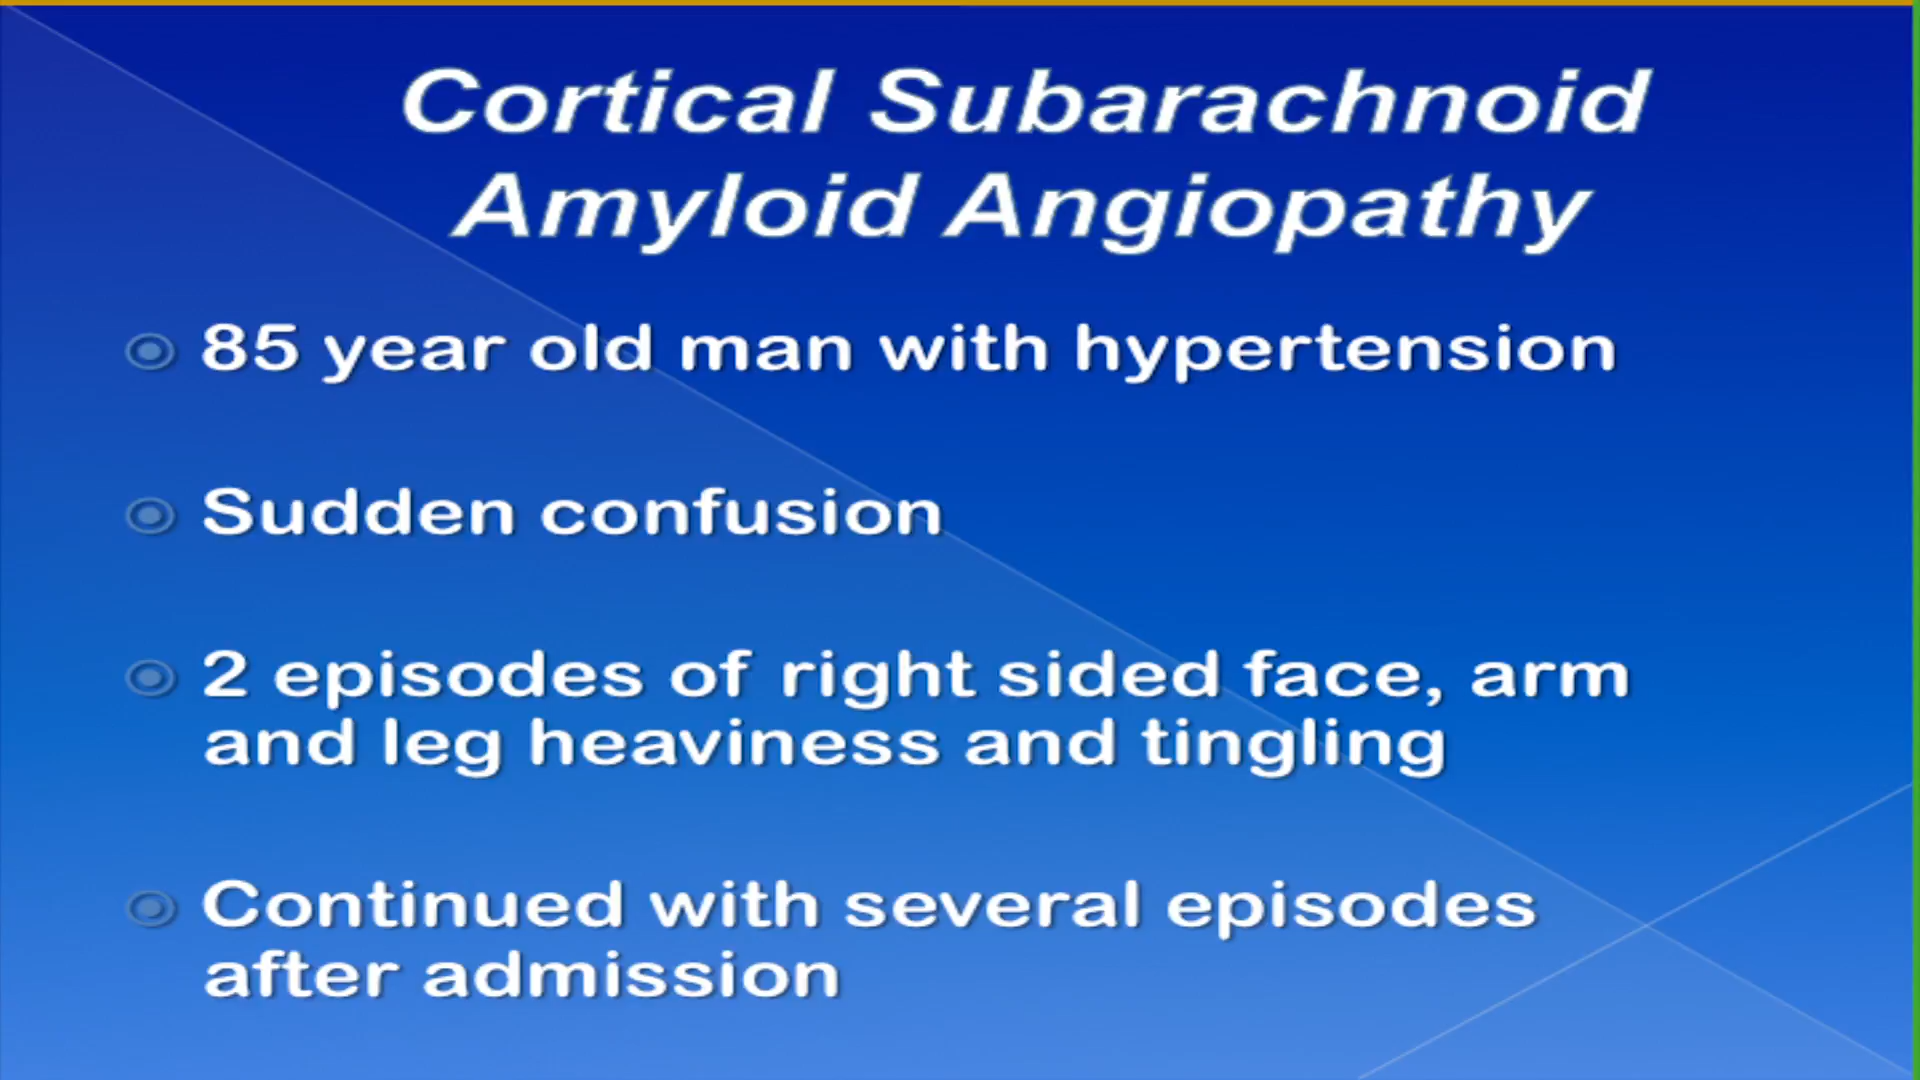 Cortical Subarachnoid
Amyloid Angiopathy
85 year old man with hypertension
Sudden confusion
2 episodes of right sided face, arm
and leg heaviness and tingling
Continued with several episodes
after admission